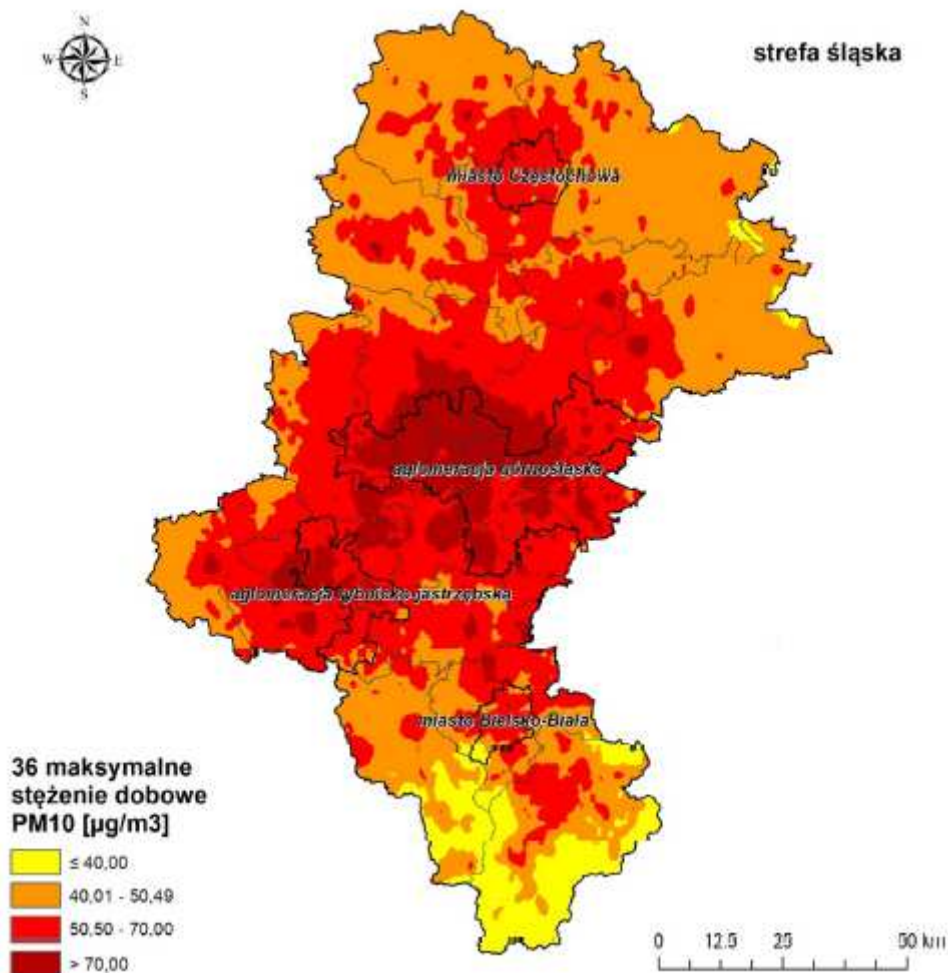 N
W E
S
strefa śląska
miasto Częstochowa
aglomeracja górnośląska
aglomeracja rybnicko-jastrzębska
miasto Bielsko-Biała
36 maksymalne
stężenie dobowe
PM10 [µg/m3]
≤ 40,00
40,01 - 50,49
50,50 - 70,00
> 70,00
0 12.5 25 50 km